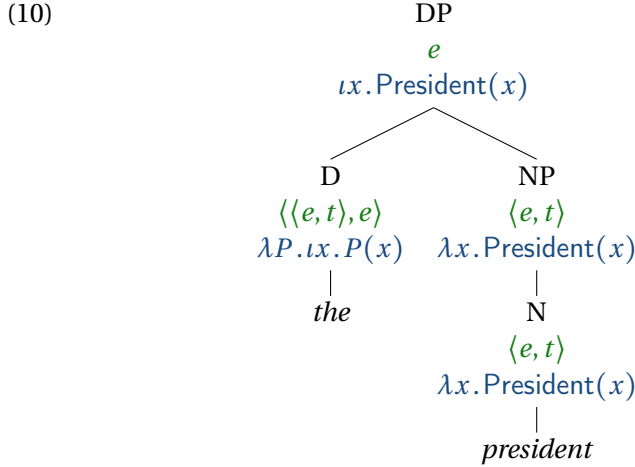 (10) DP
e
ιx.President(x)
D NP
⟨⟨e,t⟩,e⟩ ⟨e,t⟩
λP.ιx.P(x) λx.President(x)
the N
⟨e,t⟩
λx.President(x)
president